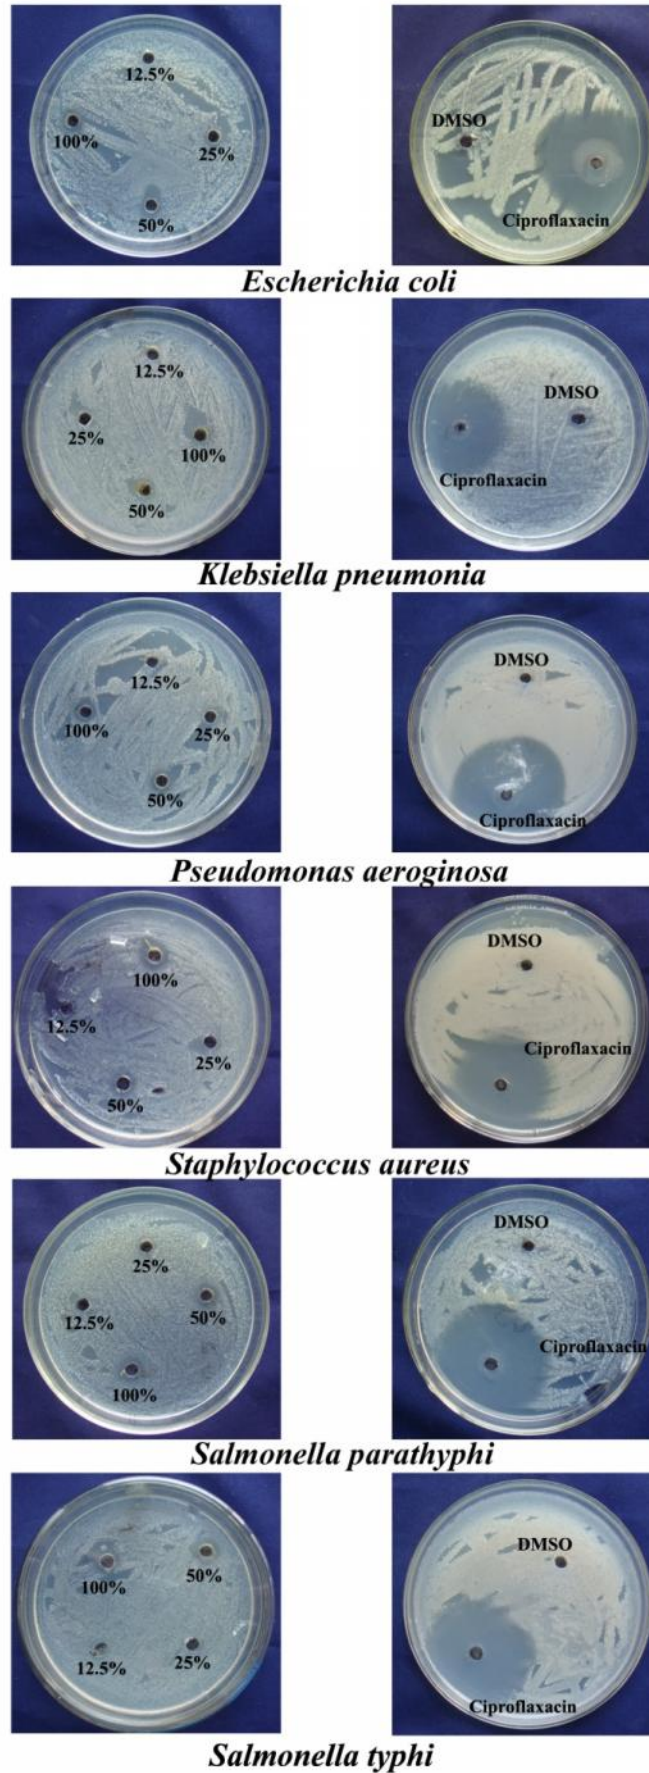 12.5%
100%
25%
50%
DMSO
Ciproflaxacin
Escherichia coli
12.5%
25%
100%
50%
DMSO
Ciproflaxacin
Klebsiella pneumonia
12.5%
100%
25%
50%
DMSO
Ciproflaxacin
Pseudomonas aeroginosa
100%
12.5%
25%
50%
DMSO
Ciproflaxacin
Staphylococcus aureus
25%
12.5%
50%
100%
DMSO
Ciproflaxacin
Salmonella parathyphi
100%
50%
12.5%
25%
DMSO
Ciproflaxacin
Salmonella typhi